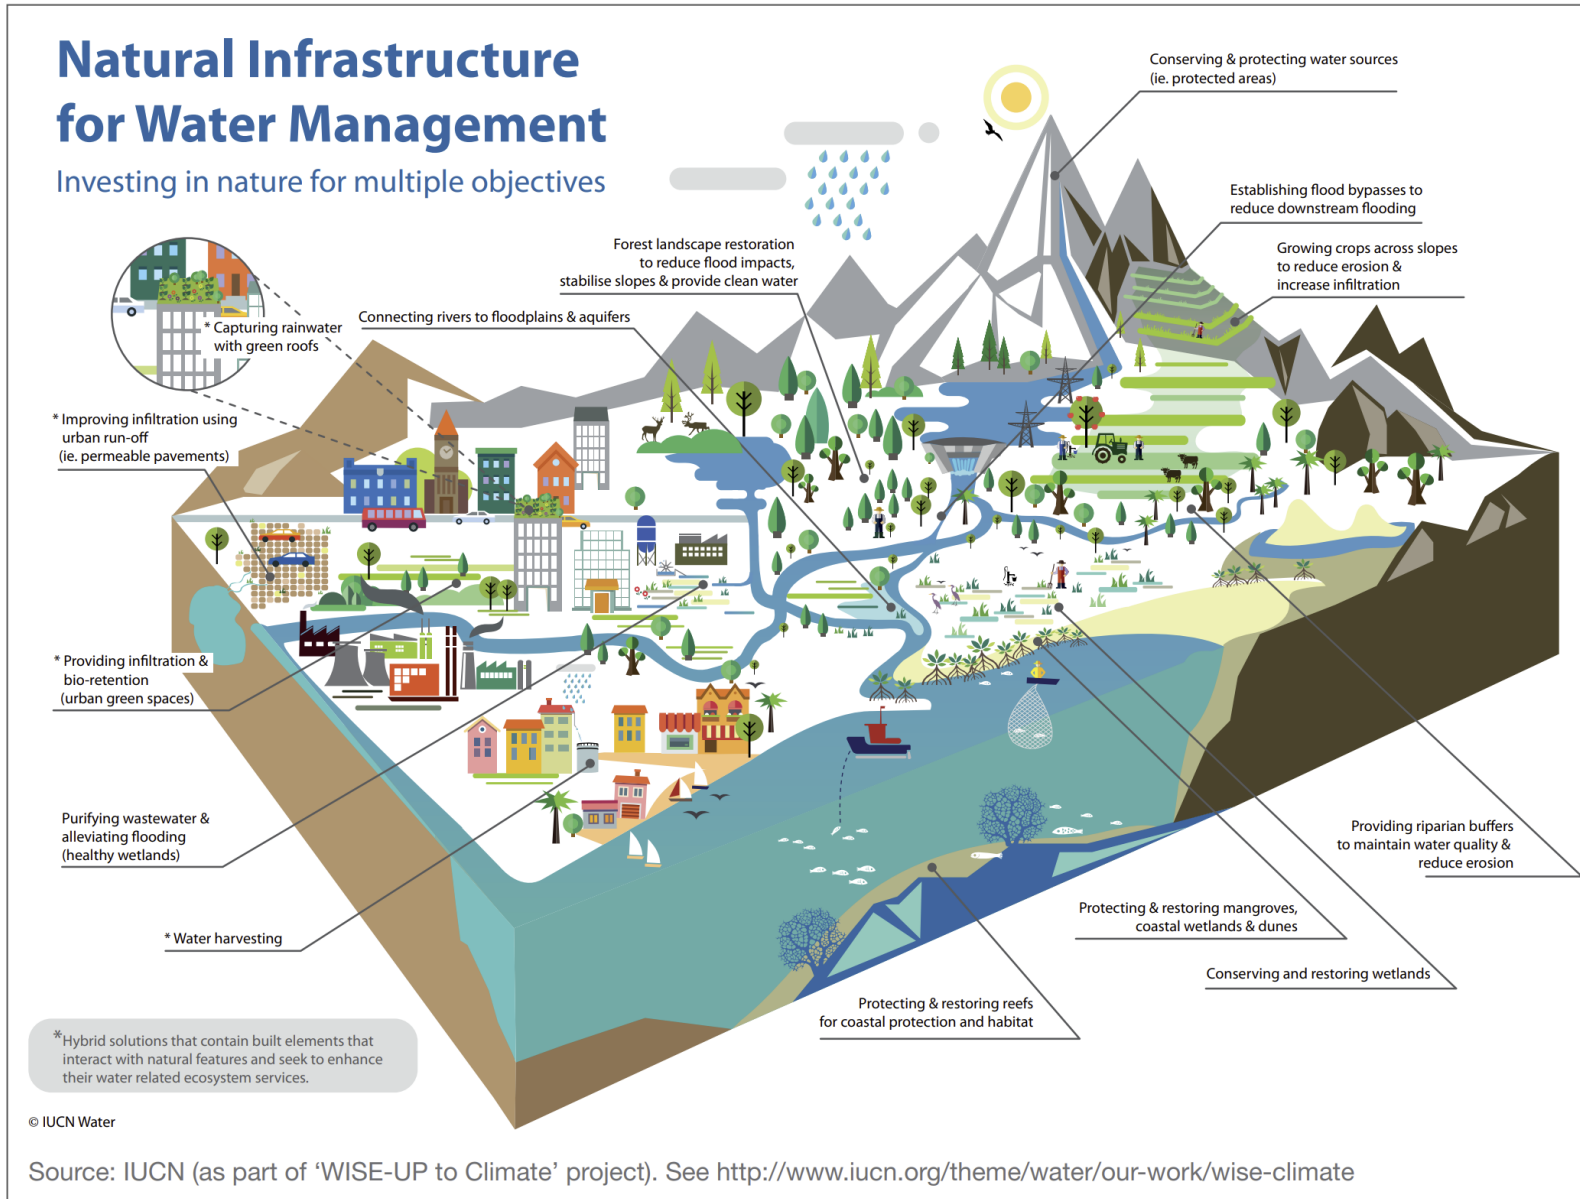 Natural Infrastructure
for Water Management
Investing in nature for multiple objectives
Conserving & protecting water sources
(ie. protected areas)
Establishing flood bypasses to
reduce downstream flooding
Growing crops across slopes
to reduce erosion &
increase infiltration
Forest landscape restoration
to reduce flood impacts,
stabilise slopes & provide clean water
Connecting rivers to floodplains & aquifers
* Capturing rainwater
with green roofs
* Improving infiltration using
urban run-off
(ie. permeable pavements)
* Providing infiltration &
bio-retention
(urban green spaces)
Purifying wastewater &
alleviating flooding
(healthy wetlands)
* Water harvesting
Providing riparian buffers
to maintain water quality &
reduce erosion
Protecting & restoring mangroves,
coastal wetlands & dunes
Conserving and restoring wetlands
Protecting & restoring reefs
for coastal protection and habitat
*Hybrid solutions that contain built elements that
interact with natural features and seek to enhance
their water related ecosystem services.
© IUCN Water
Source: IUCN (as part of ‘WISE-UP to Climate’ project). See http://www.iucn.org/theme/water/our-work/wise-climate